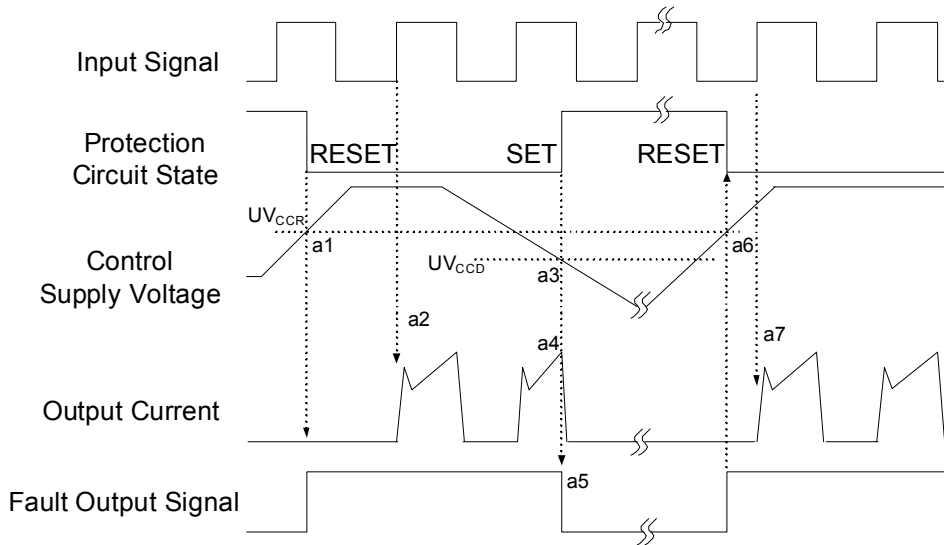 Input Signal
Protection
Circuit State
RESET
SET
RESET
UVCCR
a1
a6
Control
Supply Voltage
UVCCD
a3
a2
a4
a7
Output Current
a5
Fault Output Signal